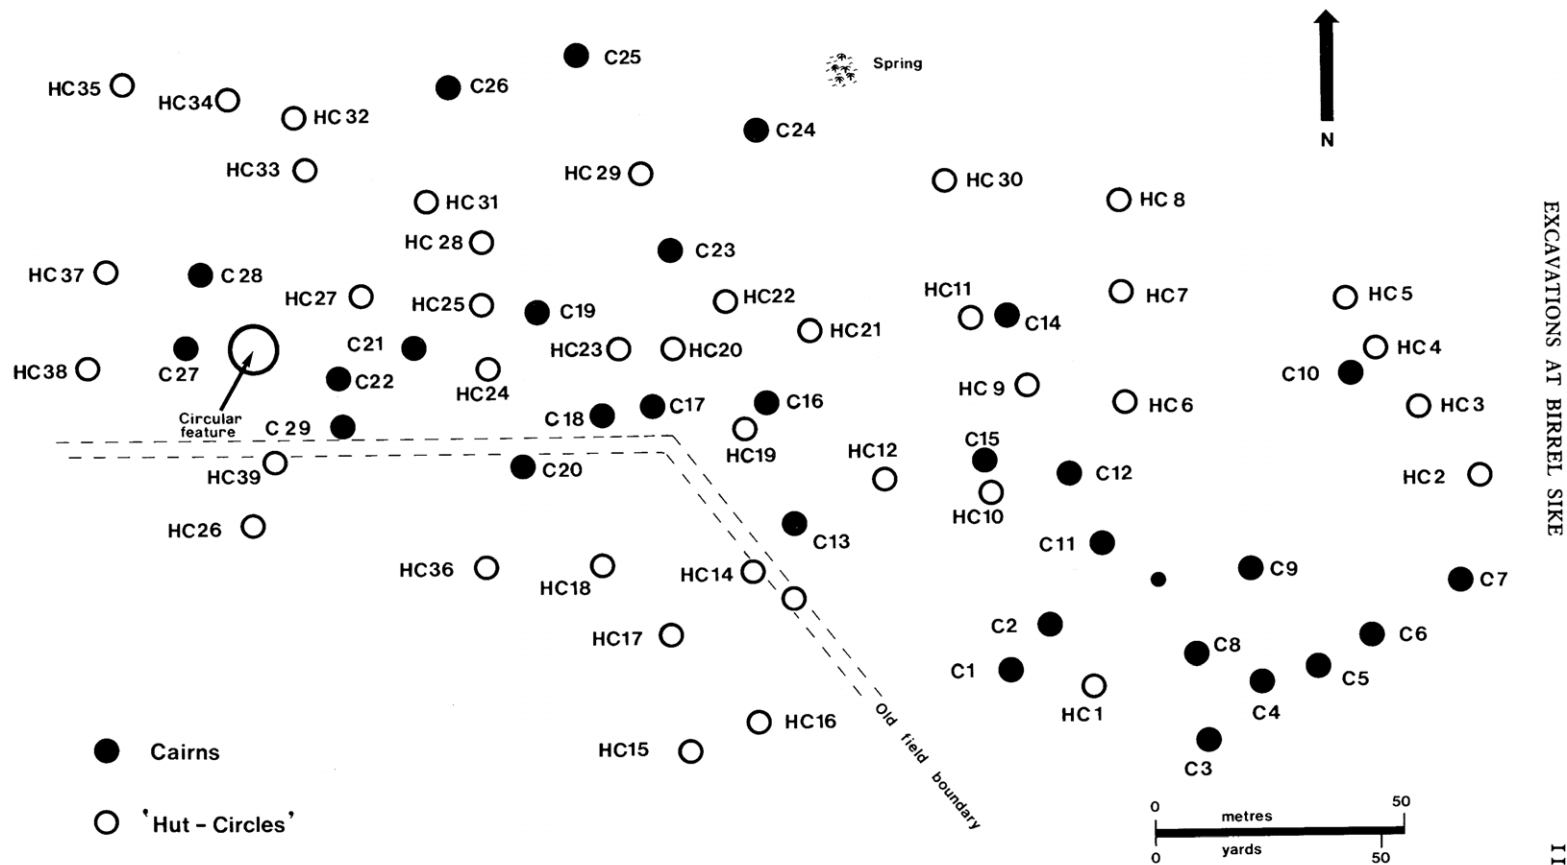 C25
Spring
C26
HC35
HC34
HC32
C24
N
HC33
HC29
HC30
HC8
HC31
HC28
C23
HC37
C28
HC27
HC25
C19
HC22
HC11
HC7
HC5
C14
C21
HC23
HC20
HC21
HC4
HC38
C27
C22
HC24
C10
HC9
Circular
feature
C29
C18
C17
C16
HC6
HC3
HC19
HC12
C15
HC39
C20
C12
HC2
HC26
HC10
C13
C11
HC36
HC18
HC14
C9
C7
HC17
C2
C8
C6
C1
C5
HC1
C4
HC16
HC15
C3
Old field boundary
Cairns
'Hut - Circles'
0 50
metres
yards
0 50
EXCAVATIONS AT BIRREL SIKE